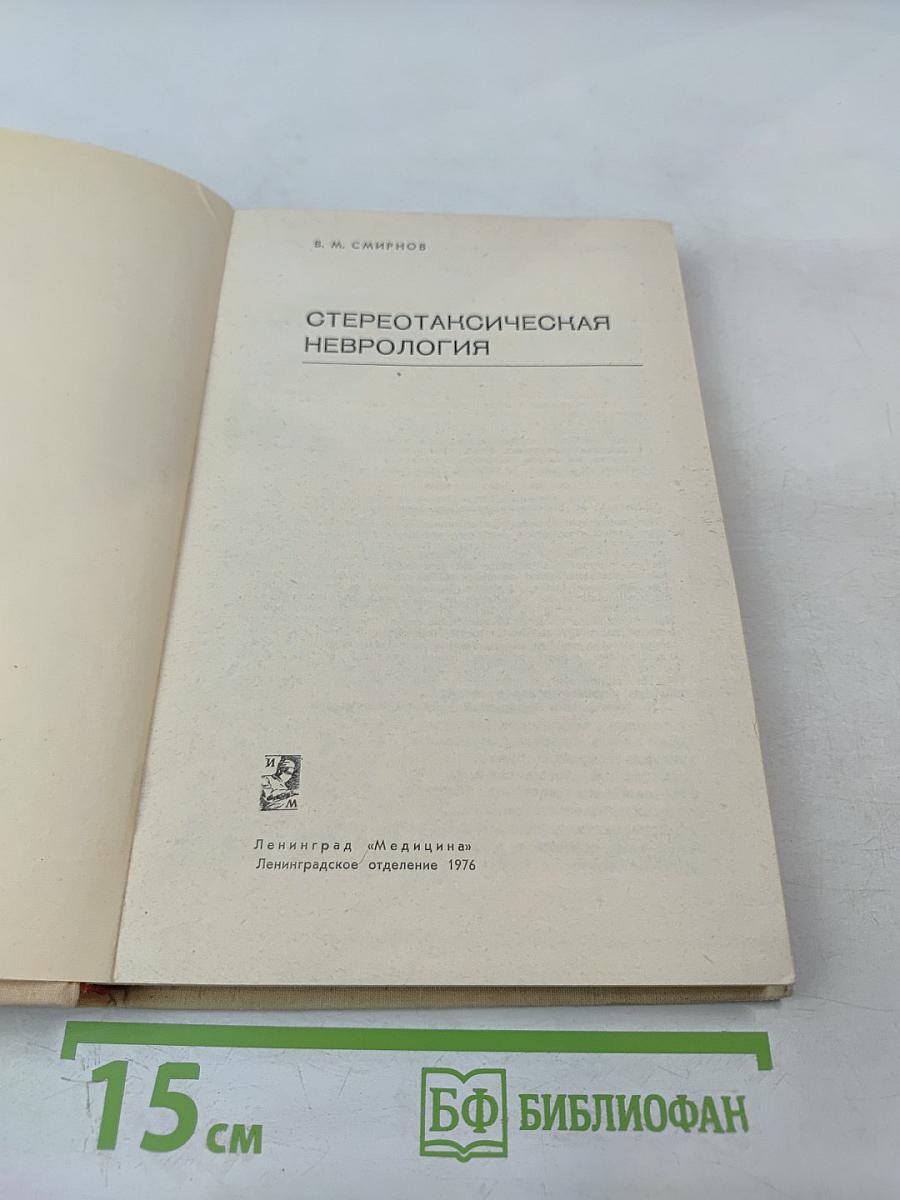 В. М. СМИРНОВ
СТЕРЕОТАКСИЧЕСКАЯ
НЕВРОЛОГИЯ
И
М
Ленинград «Медицина»
Ленинградское отделение 1976
15 см
БФ БИБЛИОФАН